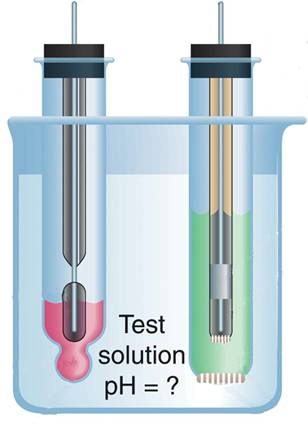 Test
solution
pH = ?